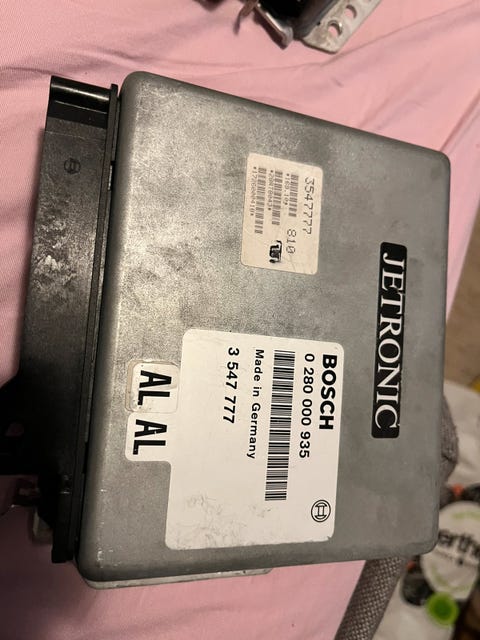 3547777
810
JETRONIC
BOSCH
0 280 000 935
Made in Germany
3 547 777
AL AL